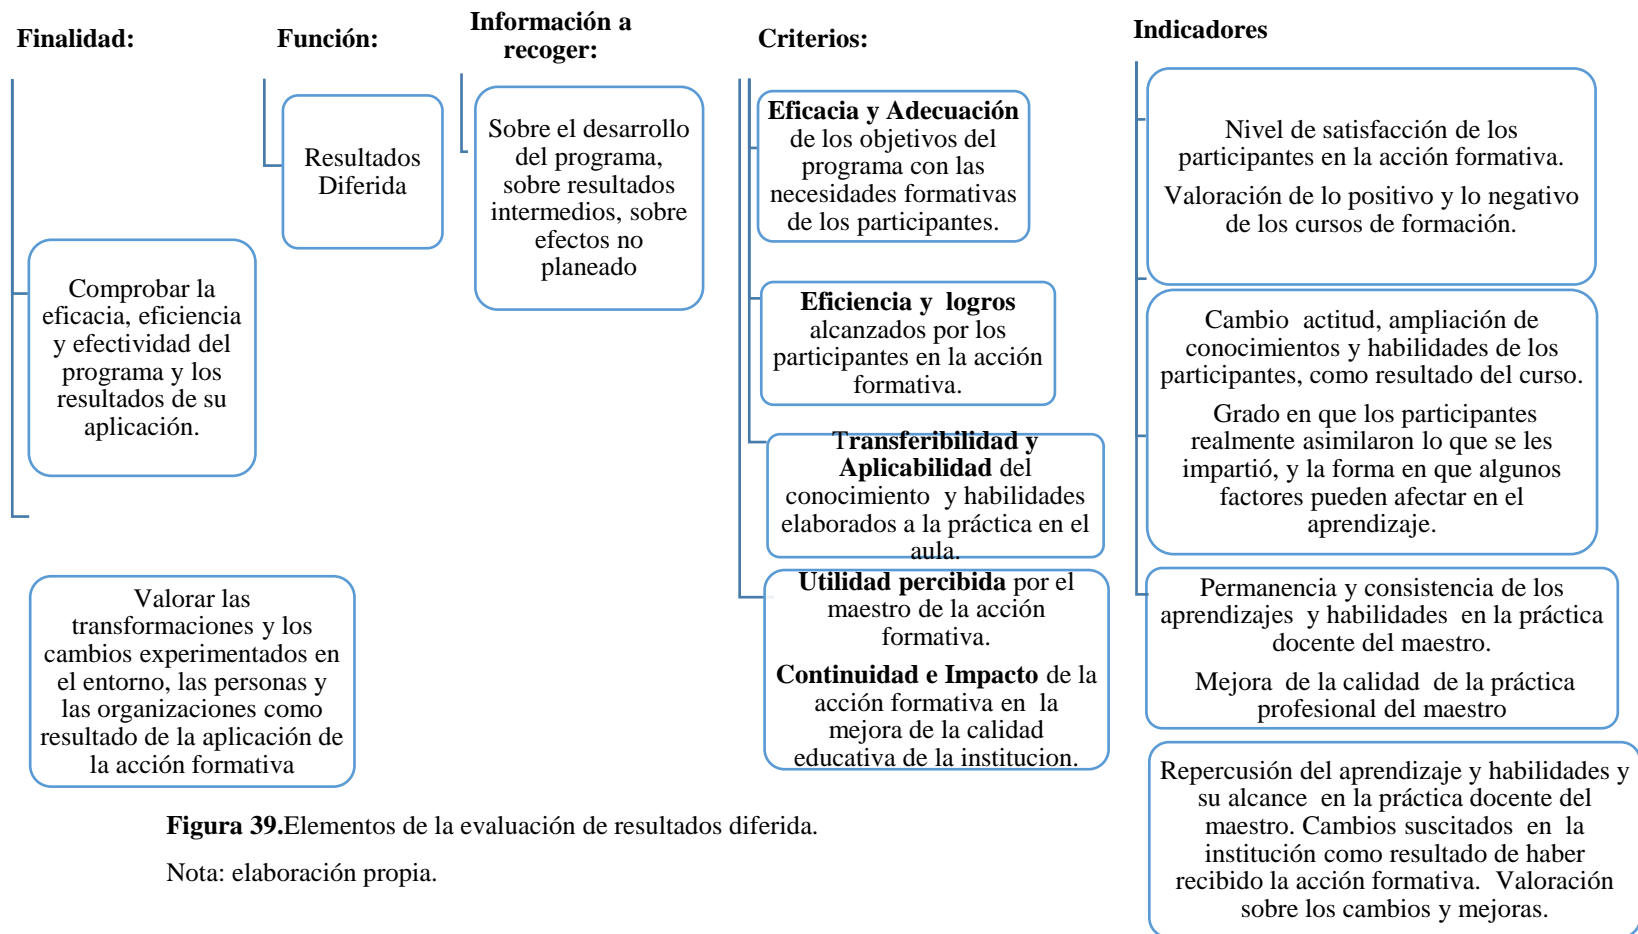 Finalidad:
Comprobar la
eficacia, eficiencia
y efectividad del
programa y los
resultados de su
aplicación.
Valorar las
transformaciones y los
cambios experimentados en
el entorno, las personas y
las organizaciones como
resultado de la aplicación de
la acción formativa
Función:
Resultados
Diferida
Información a
recoger:
Sobre el desarrollo
del programa,
sobre resultados
intermedios, sobre
efectos no
planeado
Criterios:
Eficacia y Adecuación
de los objetivos del
programa con las
necesidades formativas
de los participantes.
Eficiencia y logros
alcanzados por los
participantes en la acción
formativa.
Transferibilidad y
Aplicabilidad del
conocimiento y habilidades
elaborados a la práctica en el
aula.
Utilidad percibida por el
maestro de la acción
formativa.
Continuidad e Impacto de la
acción formativa en la
mejora de la calidad
educativa de la institucion.
Indicadores
Nivel de satisfacción de los
participantes en la acción formativa.
Valoración de lo positivo y lo negativo
de los cursos de formación.
Cambio actitud, ampliación de
conocimientos y habilidades de los
participantes, como resultado del curso.
Grado en que los participantes
realmente asimilaron lo que se les
impartió, y la forma en que algunos
factores pueden afectar en el
aprendizaje.
Permanencia y consistencia de los
aprendizajes y habilidades en la práctica
docente del maestro.
Mejora de la calidad de la práctica
profesional del maestro
Repercusión del aprendizaje y habilidades y
su alcance en la práctica docente del
maestro. Cambios suscitados en la
institución como resultado de haber
recibido la acción formativa. Valoración
sobre los cambios y mejoras.
Figura 39.Elementos de la evaluación de resultados diferida.
Nota: elaboración propia.